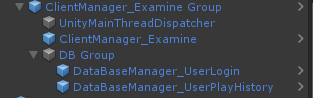 ClientManager_Examine Group
UnityMainThreadDispatcher
ClientManager_Examine
DB Group
DataBaseManager_UserLogin
DataBaseManager_UserPlayHistory